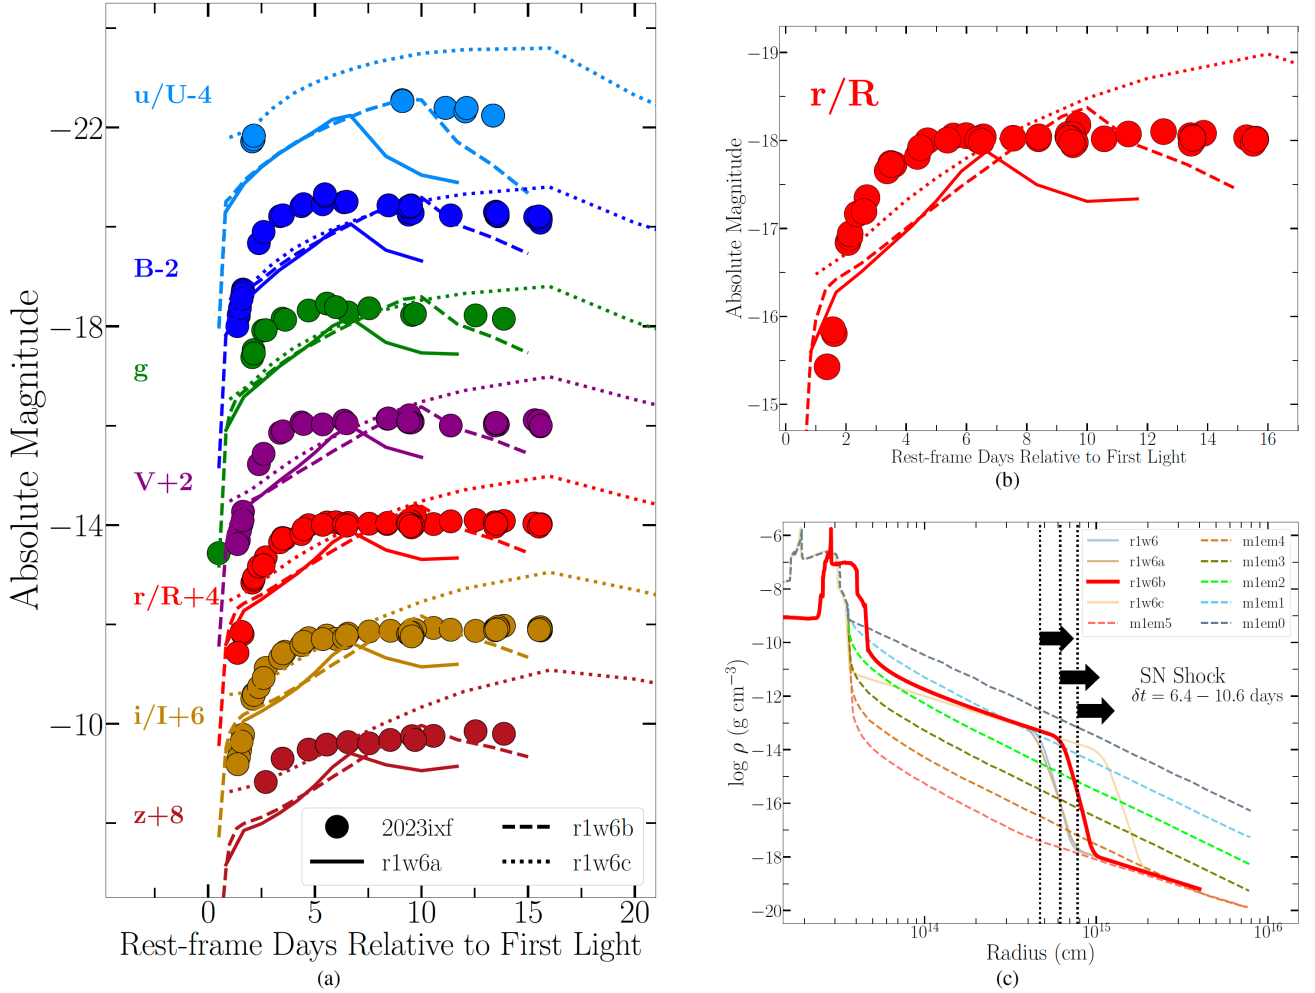 Absolute Magnitude
−22
−18
−14
−10
u/U-4
B-2
g
V+2
r/R+4
i/I+6
z+8
2023ixf
r1w6a
r1w6b
r1w6c
0 5 10 15 20
Rest-frame Days Relative to First Light
(a)
r/R
Absolute Magnitude
−19
−18
−17
−16
−15
0 2 4 6 8 10 12 14 16
Rest-frame Days Relative to First Light
(b)
log ρ (g cm⁻³)
−6
−8
−10
−12
−14
−16
−18
−20
r1w6
r1w6a
r1w6b
r1w6c
m1em5
m1em4
m1em3
m1em2
m1em1
m1em0
SN Shock
δt = 6.4 − 10.6 days
10¹⁴ 10¹⁵ 10¹⁶
Radius (cm)
(c)